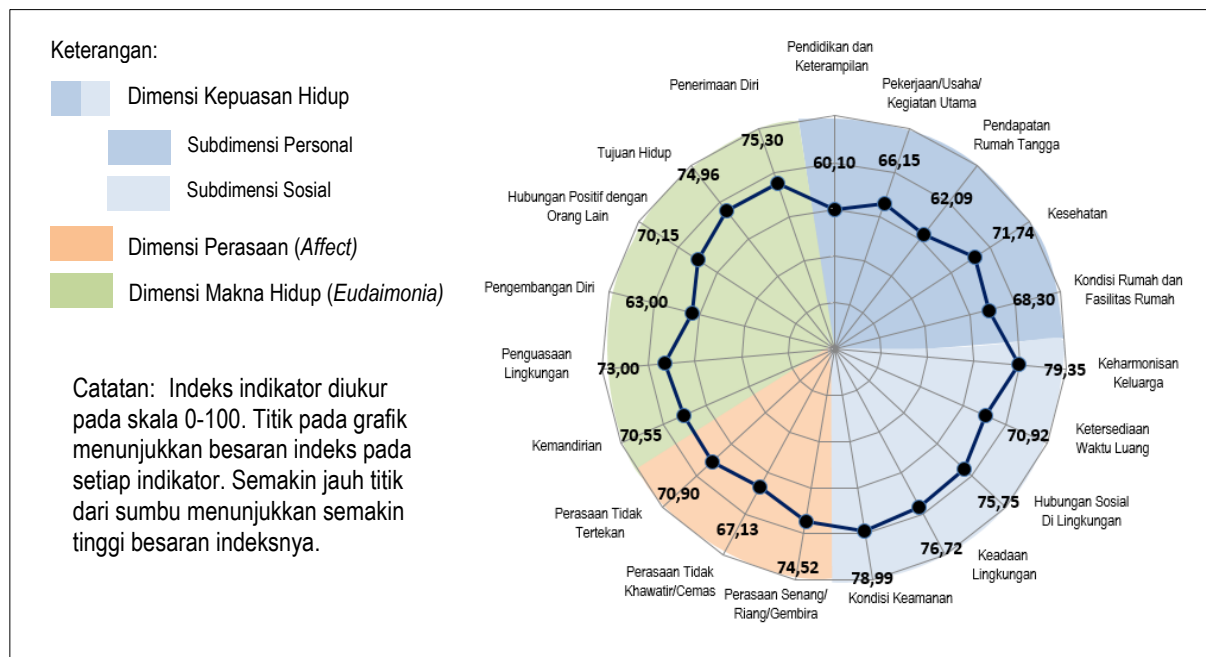 Keterangan:
Dimensi Kepuasan Hidup
Subdimensi Personal
Subdimensi Sosial
Dimensi Perasaan (Affect)
Dimensi Makna Hidup (Eudaimonia)
Catatan: Indeks indikator diukur
pada skala 0-100. Titik pada grafik
menunjukkan besaran indeks pada
setiap indikator. Semakin jauh titik
dari sumbu menunjukkan semakin
tinggi besaran indeksnya.
Pendidikan dan
Keterampilan
60,10
Pekerjaan/Usaha/
Kegiatan Utama
66,15
Pendapatan
Rumah Tangga
62,09
Kesehatan
71,74
Kondisi Rumah dan
Fasilitas Rumah
68,30
Keharmonisan
Keluarga
79,35
Ketersediaan
Waktu Luang
70,92
Hubungan Sosial
Di Lingkungan
75,75
Keadaan
Lingkungan
76,72
Kondisi Keamanan
78,99
Perasaan Senang/
Riang/Gembira
74,52
Perasaan Tidak
Khawatir/Cemas
67,13
Perasaan Tidak
Tertekan
70,90
Kemandirian
70,55
Penguasaan
Lingkungan
73,00
Pengembangan Diri
63,00
Hubungan Positif dengan
Orang Lain
70,15
Tujuan Hidup
74,96
Penerimaan Diri
75,30